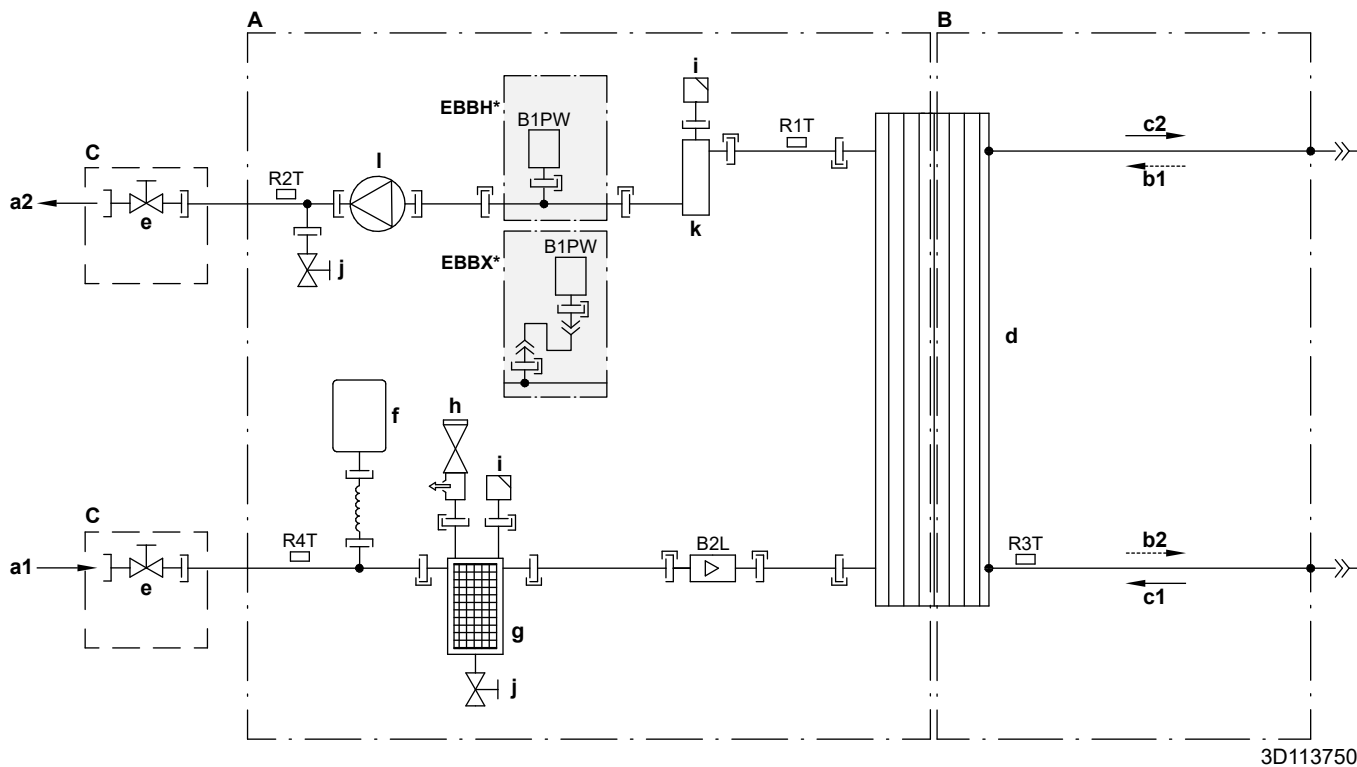 A
B
i
EBBH*
B1PW
R1T
c2
C
l
b1
R2T
a2
e
k
j
EBBX*
B1PW
d
f
h
i
C
R4T
B2L
R3T
b2
a1
e
c1
g
j
3D113750